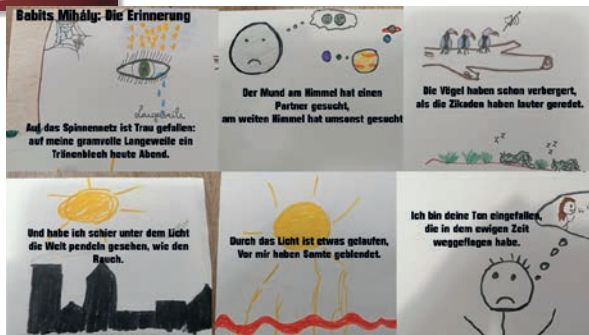 Babits Mihály: Die Erinnerung
Langeweile
Auf das Spinnennetz ist Trau gefallen:
auf meine gramvolle Langeweile ein
Tränenblech heute Abend.
Der Mund am Himmel hat einen
Partner gesucht,
am weiten Himmel hat umsonst gesucht
Die Vögel haben schon verbergert,
als die Zikaden haben lauter geredet.
z z
z z
Und habe ich schier unter dem Licht
die Welt pendeln gesehen, wie den
Rauch.
Durch das Licht ist etwas gelaufen,
Vor mir haben Samte geblendet.
Ich bin deine Ton eingefallen,
die in dem ewigen Zeit
weggeflogen habe.